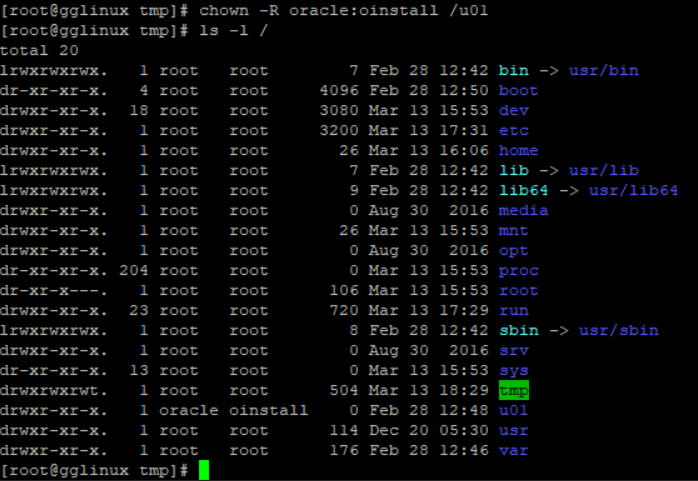 [root@gglinux tmp]# chown -R oracle:oinstall /u01
[root@gglinux tmp]# ls -l /
total 20
lrwxrwxrwx.   1 root   root        7 Feb 28 12:42 bin -> usr/bin
dr-xr-xr-x.   4 root   root     4096 Feb 28 12:50 boot
drwxr-xr-x.  18 root   root     3080 Mar 13 15:53 dev
drwxr-xr-x.   1 root   root     3200 Mar 13 17:31 etc
drwxr-xr-x.   1 root   root       26 Mar 13 16:06 home
lrwxrwxrwx.   1 root   root        7 Feb 28 12:42 lib -> usr/lib
lrwxrwxrwx.   1 root   root        9 Feb 28 12:42 lib64 -> usr/lib64
drwxr-xr-x.   1 root   root        0 Aug 30  2016 media
drwxr-xr-x.   1 root   root       26 Mar 13 15:53 mnt
drwxr-xr-x.   1 root   root        0 Aug 30  2016 opt
dr-xr-xr-x. 204 root   root        0 Mar 13 15:53 proc
dr-xr-x---.   1 root   root      106 Mar 13 15:53 root
drwxr-xr-x.  23 root   root      720 Mar 13 17:29 run
lrwxrwxrwx.   1 root   root        8 Feb 28 12:42 sbin -> usr/sbin
drwxr-xr-x.   1 root   root        0 Aug 30  2016 srv
dr-xr-xr-x.  13 root   root        0 Mar 13 15:53 sys
drwxrwxrwt.   1 root   root      504 Mar 13 18:29 tmp
drwxr-xr-x.   1 oracle oinstall    0 Feb 28 12:48 u01
drwxr-xr-x.   1 root   root      114 Dec 20 05:30 usr
drwxr-xr-x.   1 root   root      176 Feb 28 12:46 var
[root@gglinux tmp]#